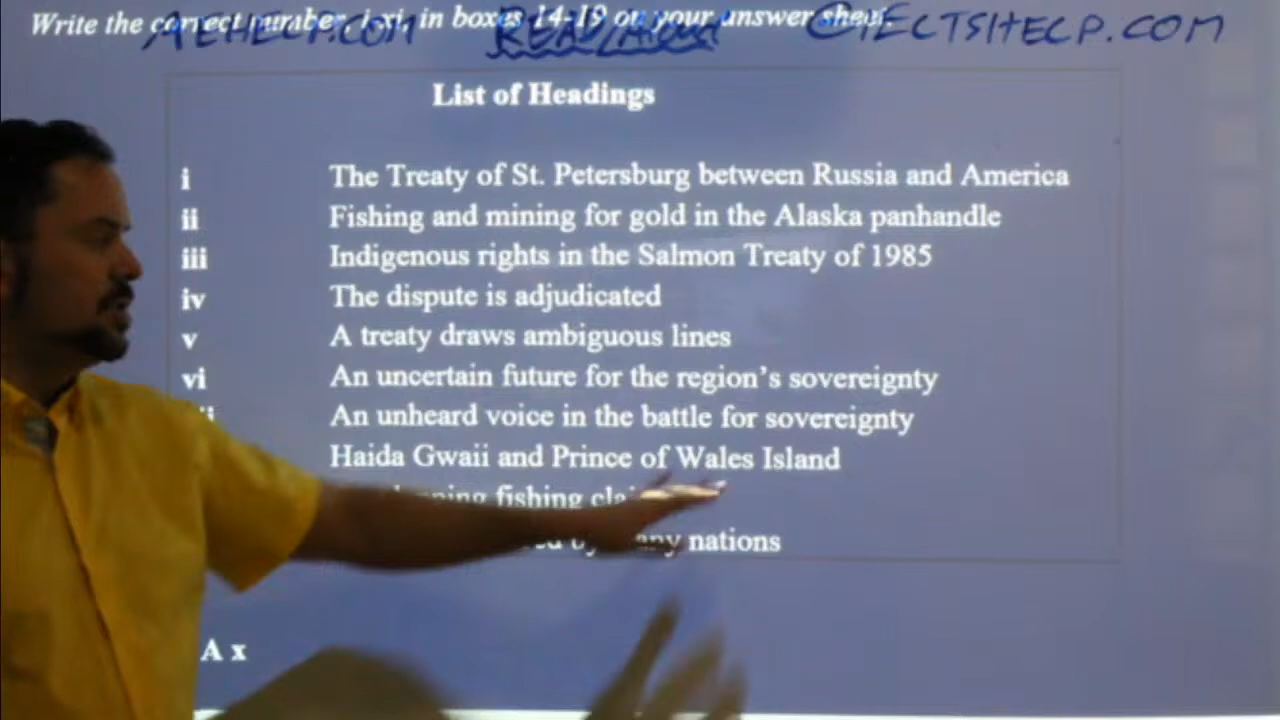 Write the correct number, i-xi, in boxes 14-19 on your answer sheet.
AEHELP.COM READ/Aloud @IELTSHELP.COM
List of Headings
i The Treaty of St. Petersburg between Russia and America
ii Fishing and mining for gold in the Alaska panhandle
iii Indigenous rights in the Salmon Treaty of 1985
iv The dispute is adjudicated
v A treaty draws ambiguous lines
vi An uncertain future for the region's sovereignty
An unheard voice in the battle for sovereignty
Haida Gwaii and Prince of Wales Island
fishing
nations
A x